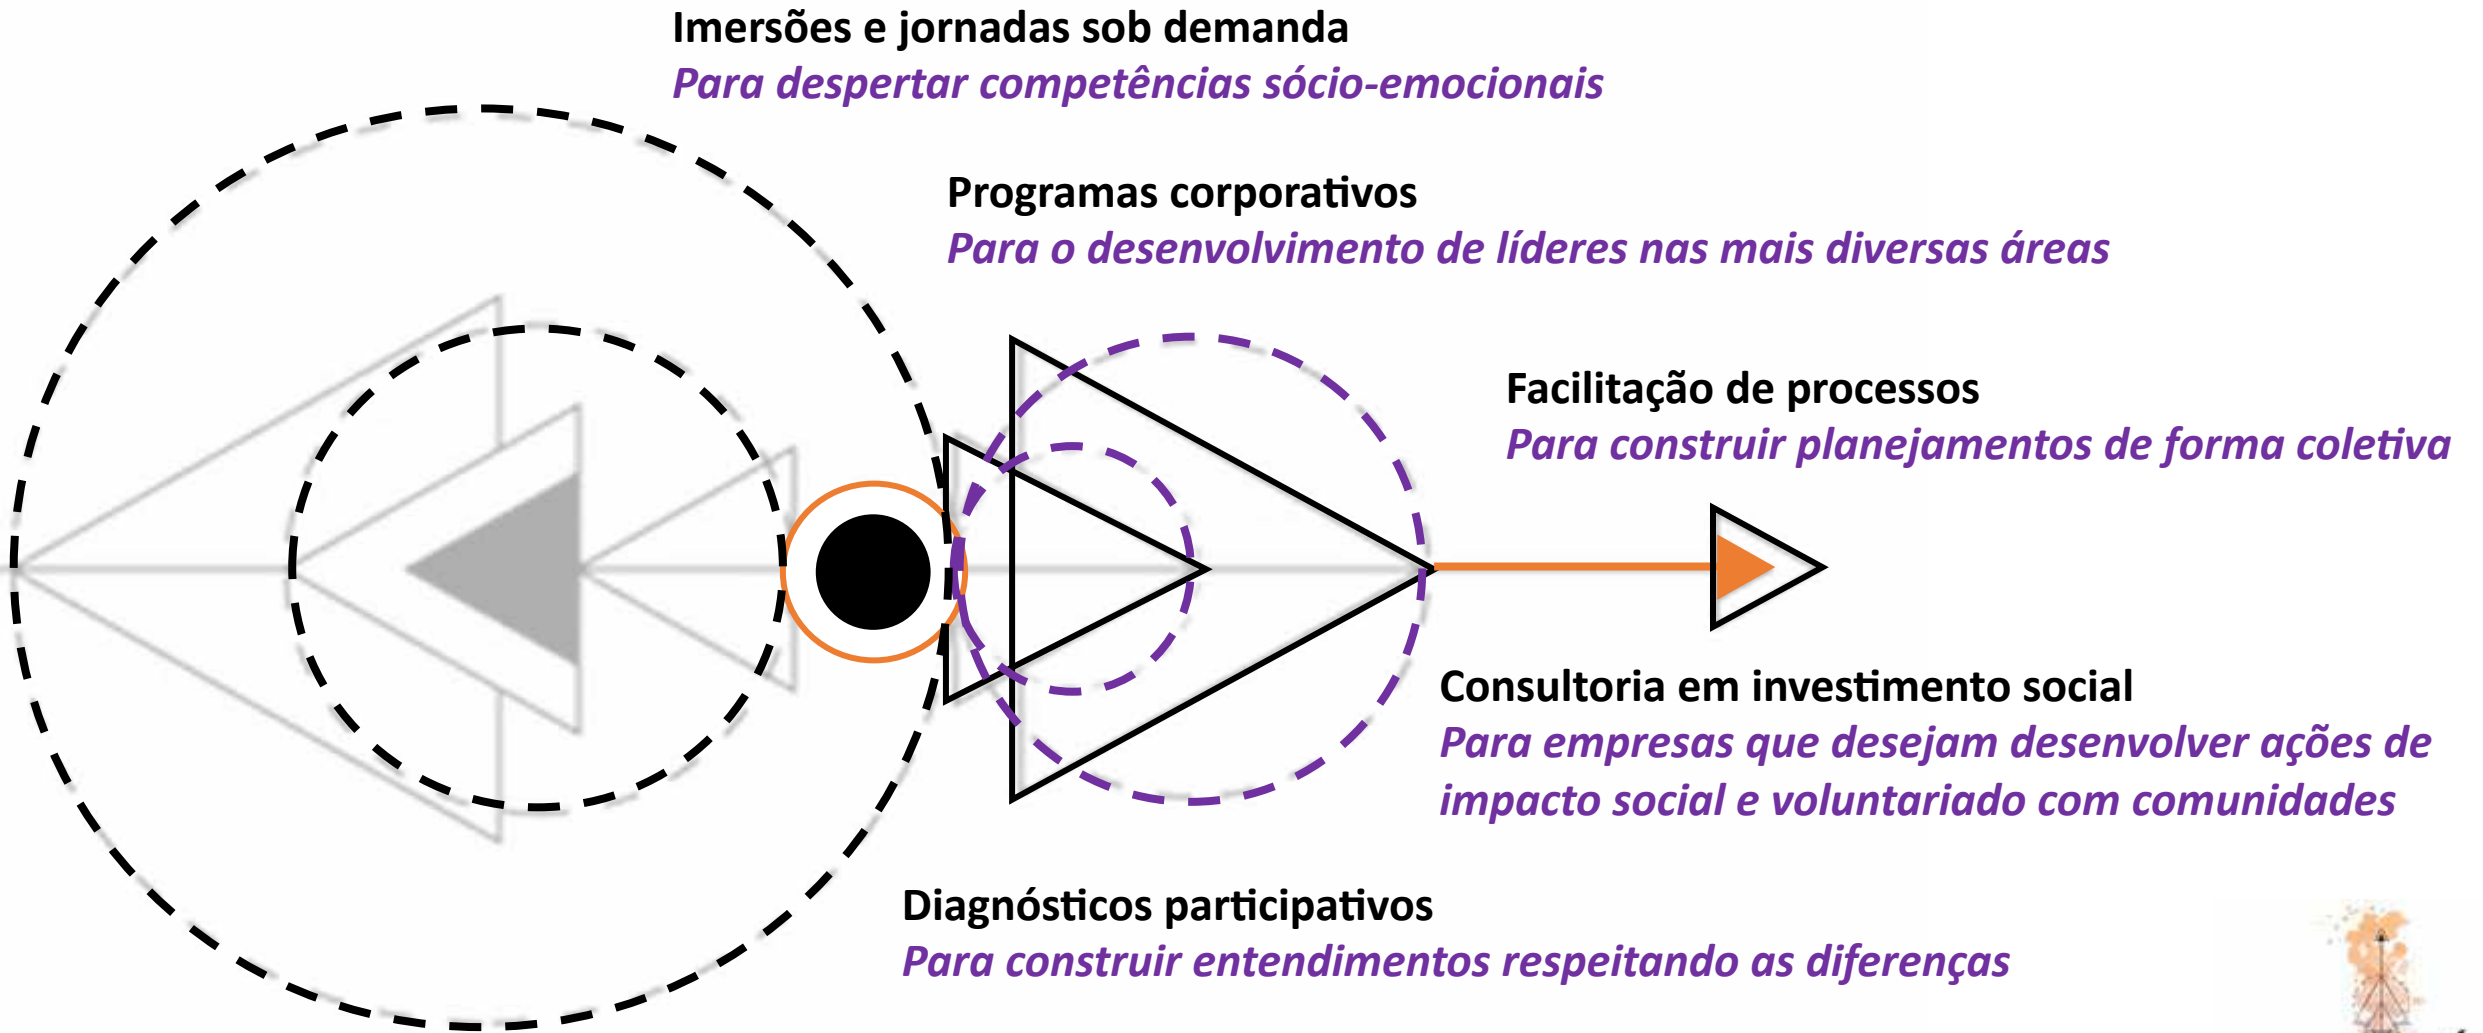 Imersões e jornadas sob demanda
Para despertar competências sócio-emocionais
Programas corporativos
Para o desenvolvimento de líderes nas mais diversas áreas
Facilitação de processos
Para construir planejamentos de forma coletiva
Consultoria em investimento social
Para empresas que desejam desenvolver ações de
impacto social e voluntariado com comunidades
Diagnósticos participativos
Para construir entendimentos respeitando as diferenças